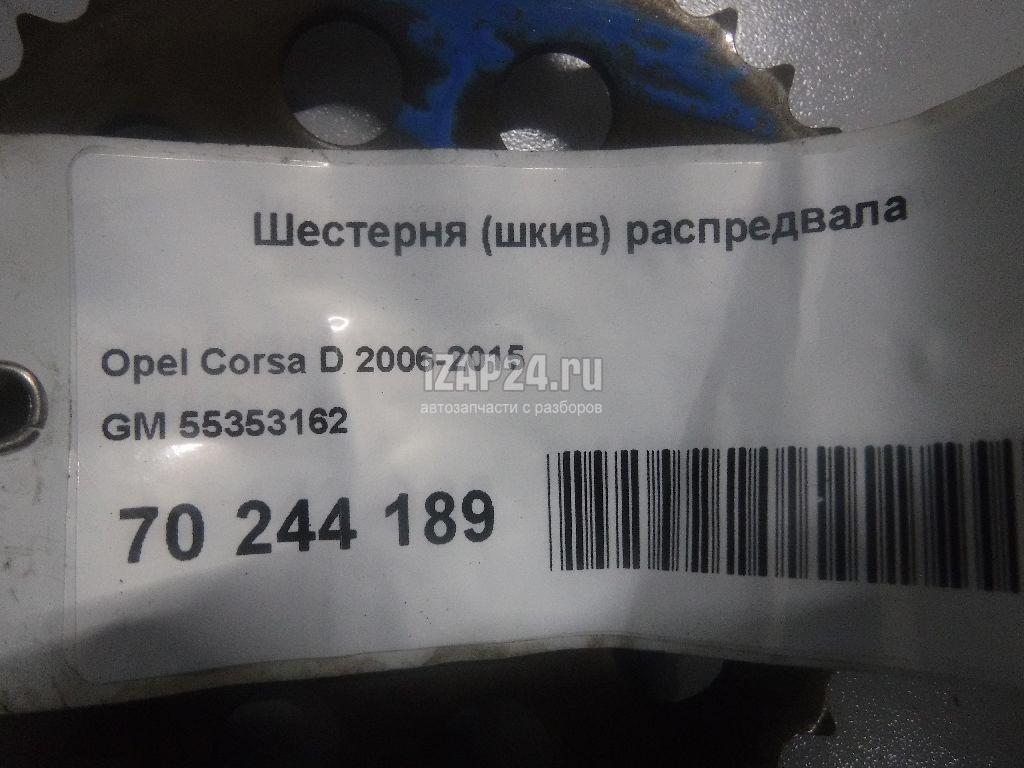 Шестерня (шкив) распредвала
Opel Corsa D 2006-2015
iZAP24.ru
автозапчасти с разборов
GM 55353162
70 244 189